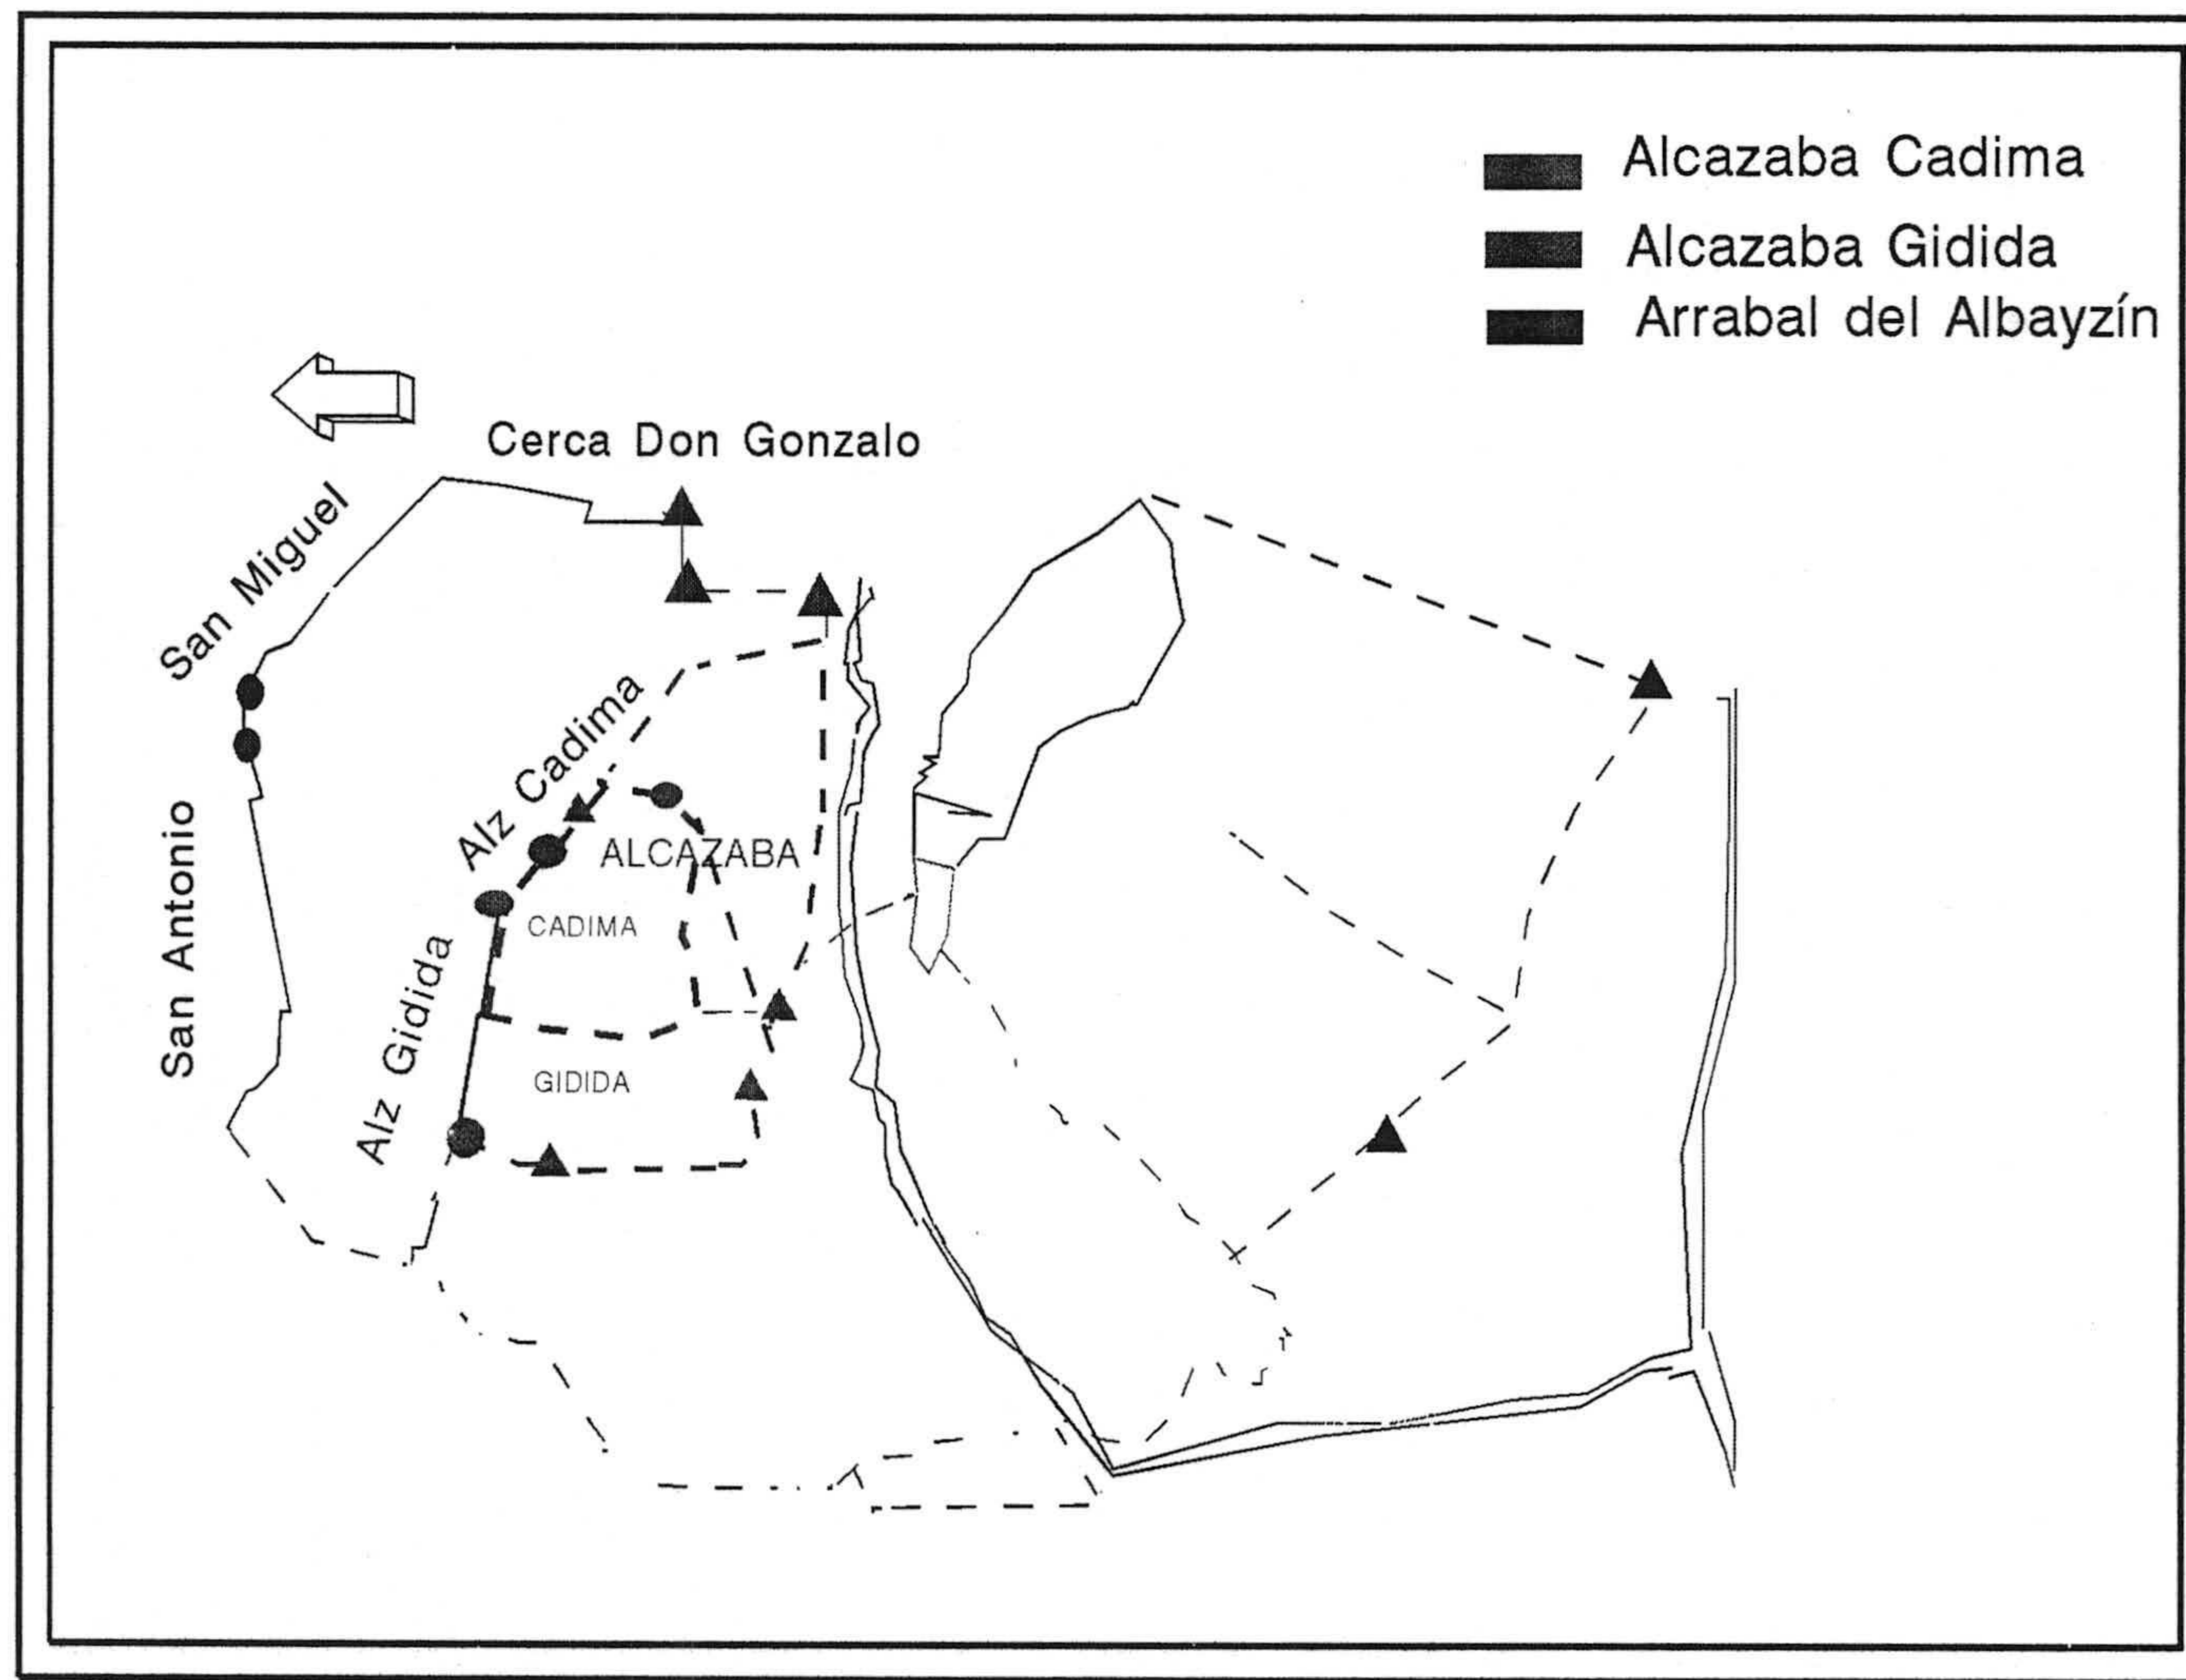 Alcazaba Cadima
Alcazaba Gidida
Arrabal del Albayzín
Cerca Don Gonzalo
San Miguel
San Antonio
Alz Cadima
Alz Gidida
ALCAZABA
CADIMA
GIDIDA